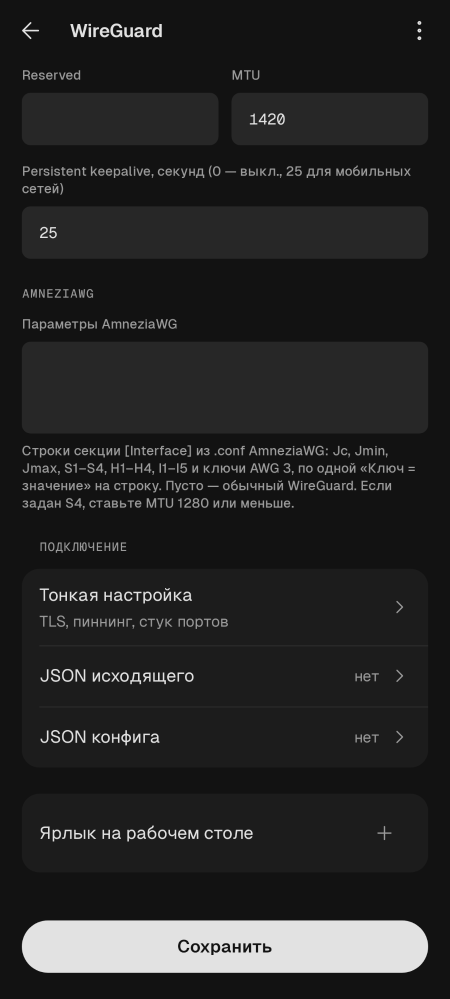 WireGuard
Reserved
MTU
1420
Persistent keepalive, секунд (0 — выкл., 25 для мобильных
сетей)
25
AMNEZIAWG
Параметры AmneziaWG
Строки секции [Interface] из .conf AmneziaWG: Jc, Jmin,
Jmax, S1–S4, H1–H4, I1–I5 и ключи AWG 3, по одной «Ключ =
значение» на строку. Пусто — обычный WireGuard. Если
задан S4, ставьте MTU 1280 или меньше.
ПОДКЛЮЧЕНИЕ
Тонкая настройка
TLS, пиннинг, стук портов
JSON исходящего
нет
JSON конфига
нет
Ярлык на рабочем столе
Сохранить